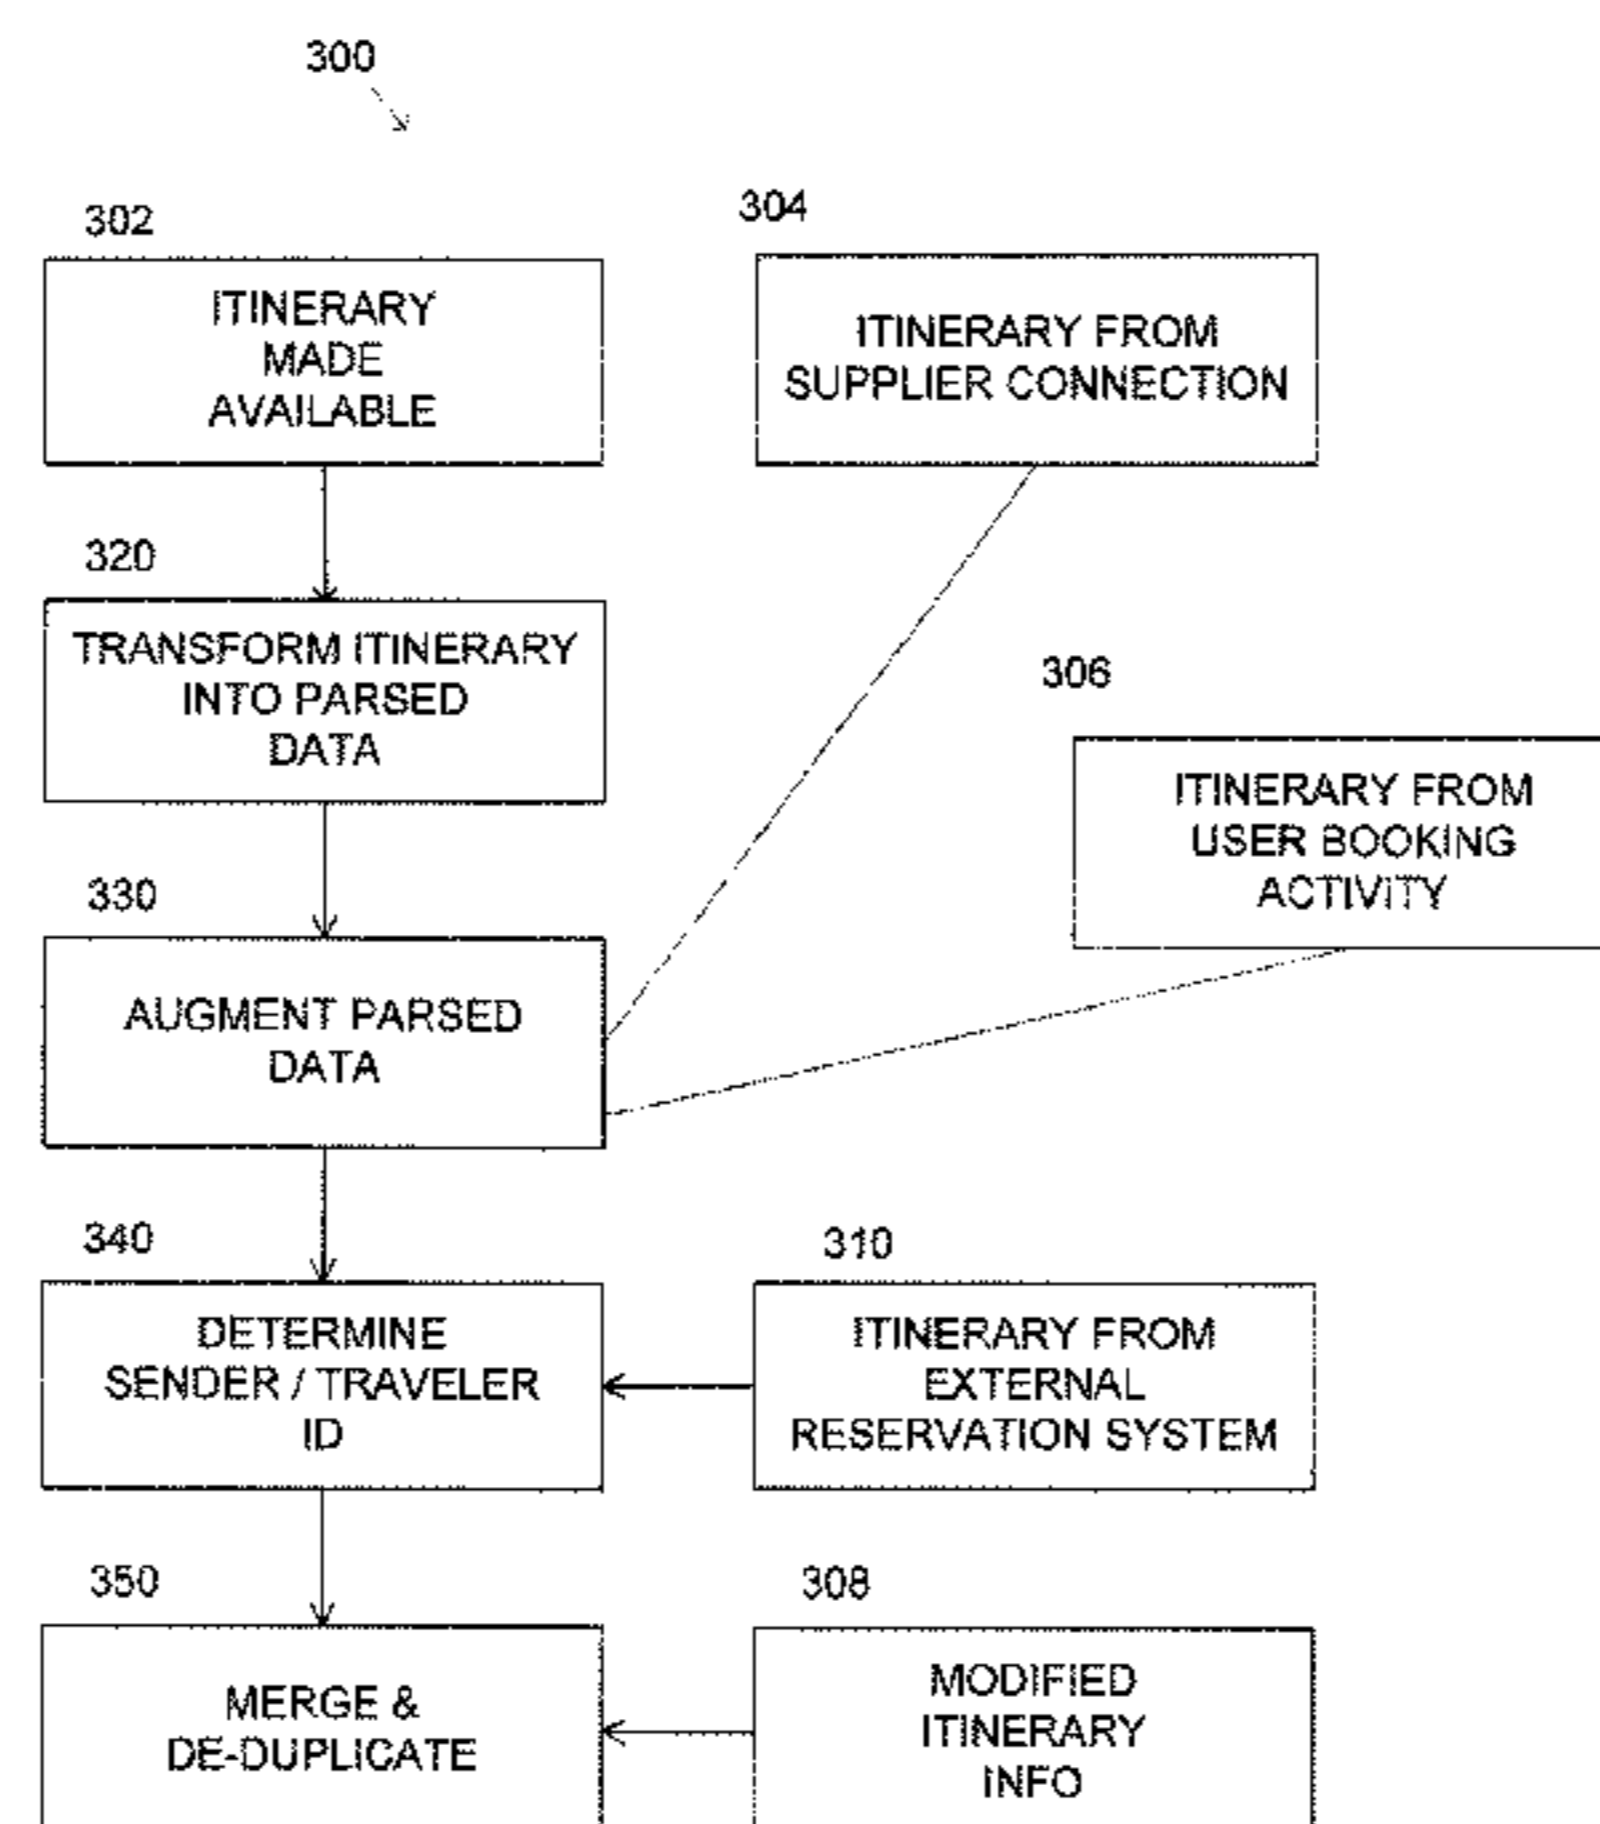 300
302
ITINERARY
MADE
AVAILABLE
304
ITINERARY FROM
SUPPLIER CONNECTION
320
TRANSFORM ITINERARY
INTO PARSED
DATA
306
ITINERARY FROM
USER BOOKING
ACTIVITY
330
AUGMENT PARSED
DATA
340
DETERMINE
SENDER / TRAVELER
ID
310
ITINERARY FROM
EXTERNAL
RESERVATION SYSTEM
350
MERGE &
DE-DUPLICATE
308
MODIFIED
ITINERARY
INFO